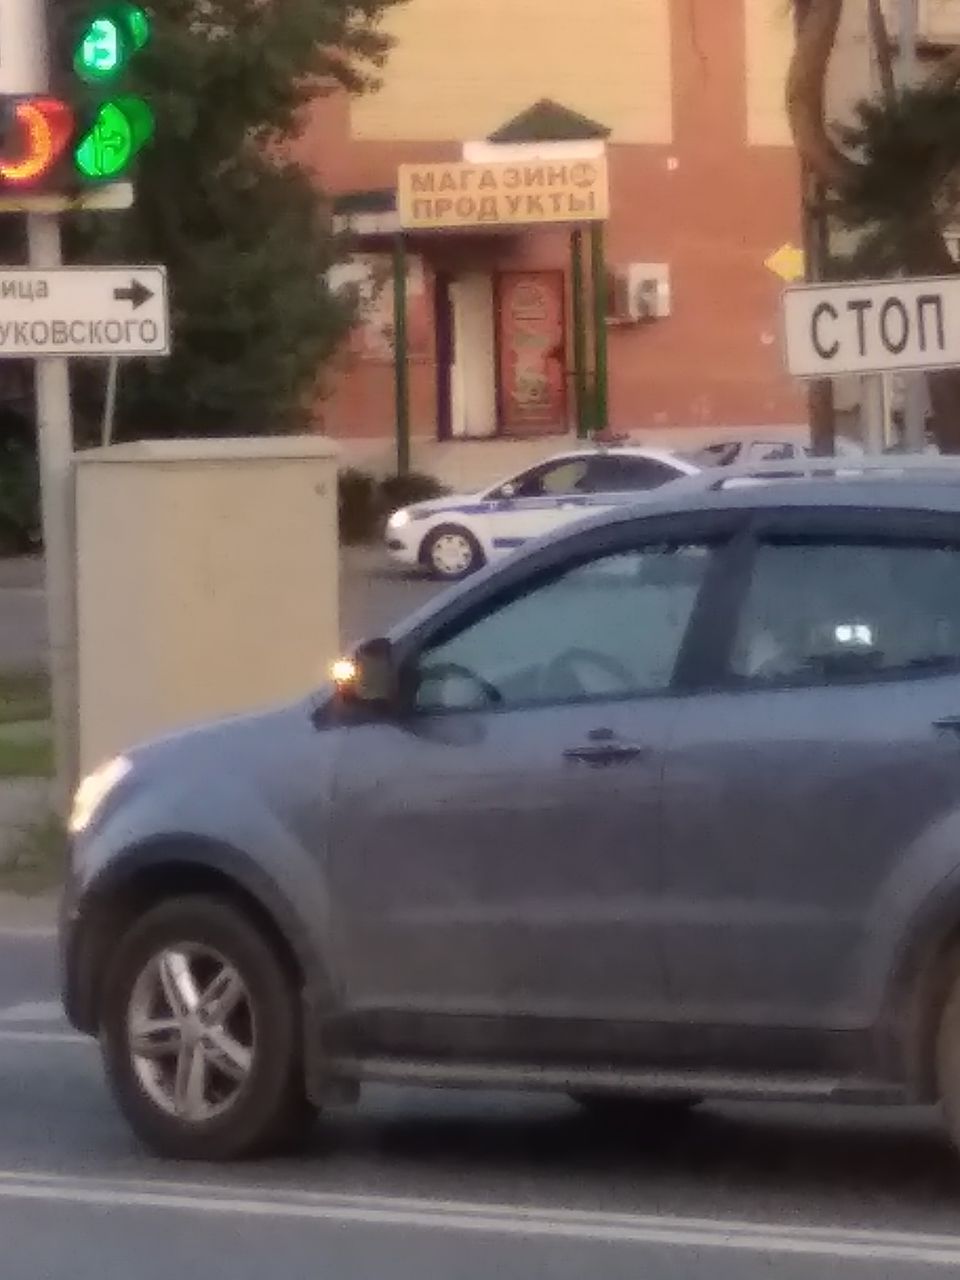 МАГАЗИН
ПРОДУКТЫ
ица
УКОВСКОГО
СТОП